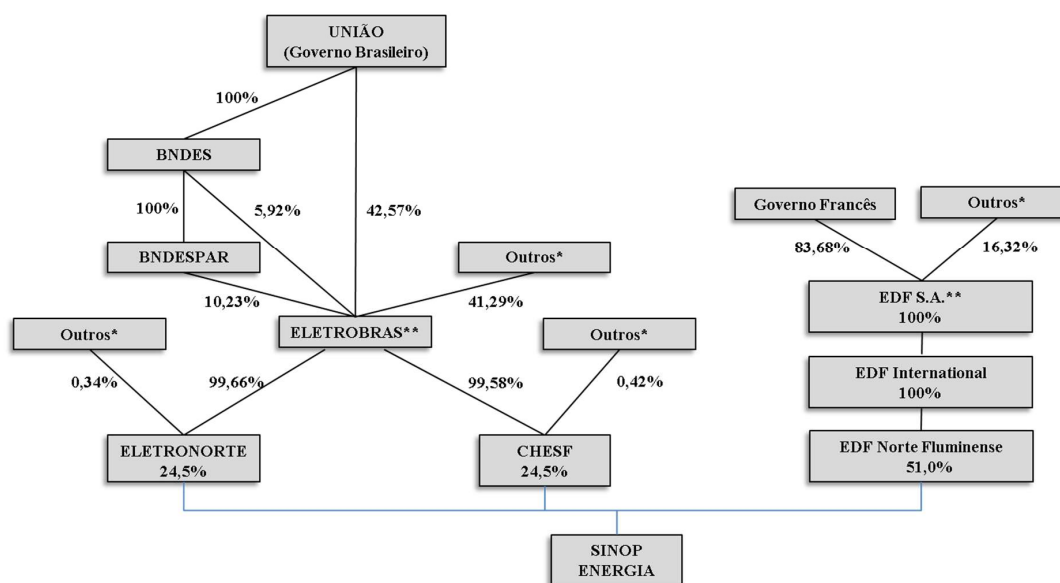 UNIÃO
(Governo Brasileiro)
100%
BNDES
100%
5,92%
42,57%
Governo Francês
Outros*
BNDESPAR
Outros*
83,68%
16,32%
10,23%
41,29%
EDF S.A.**
100%
Outros*
ELETROBRAS**
Outros*
0,34%
99,66%
99,58%
0,42%
EDF International
100%
ELETRONORTE
24,5%
CHESF
24,5%
EDF Norte Fluminense
51,0%
SINOP
ENERGIA